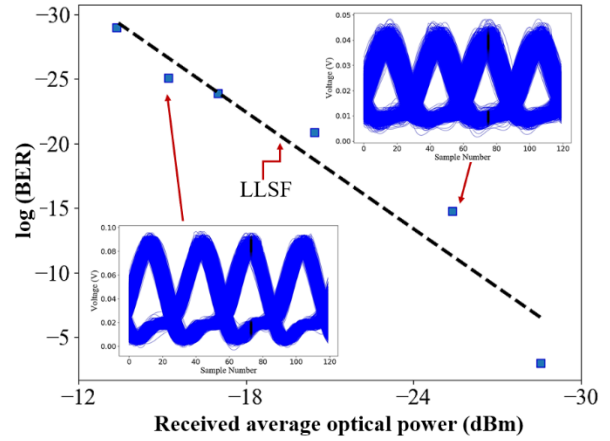 −30
−25
−20
−15
−10
−5
log (BER)
LLSF
0.05
0.04
0.03
0.02
0.01
0.00
Voltage (V)
0 20 40 60 80 100 120
Sample Number
0.10
0.08
0.06
0.04
0.02
0.00
Voltage (V)
0 20 40 60 80 100 120
Sample Number
−12 −18 −24 −30
Received average optical power (dBm)